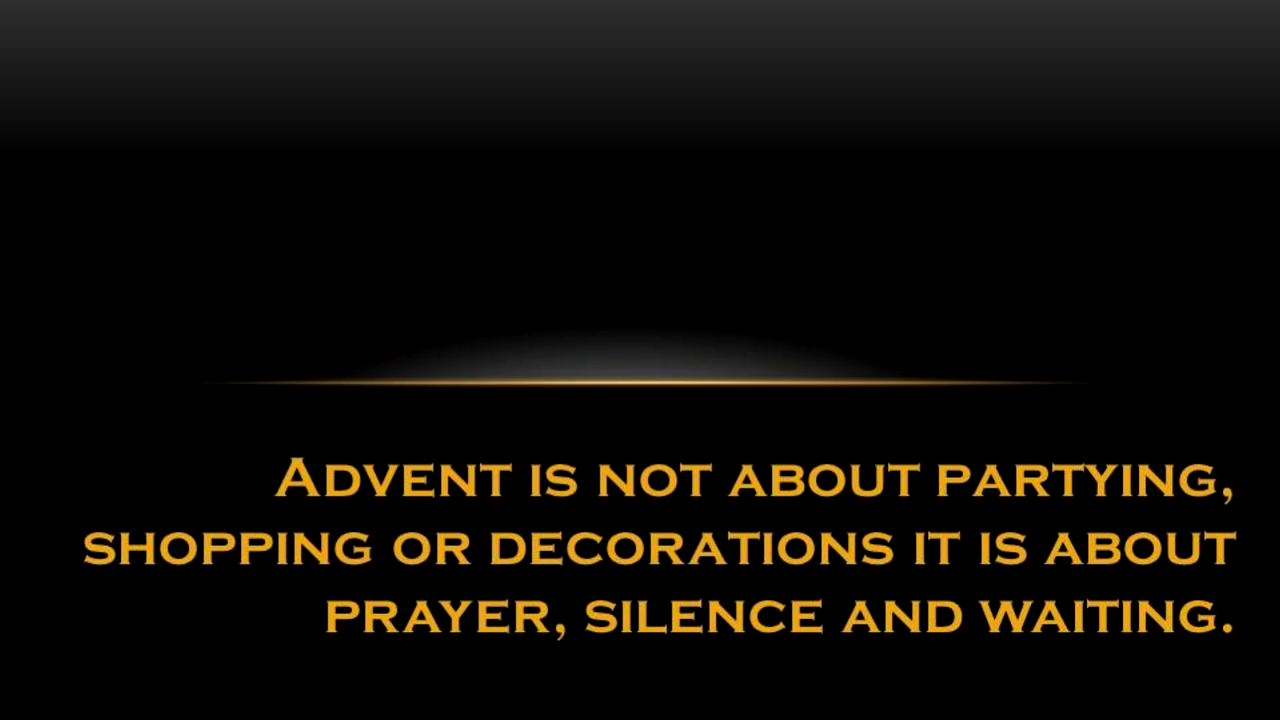 Advent is not about partying,
shopping or decorations it is about
prayer, silence and waiting.